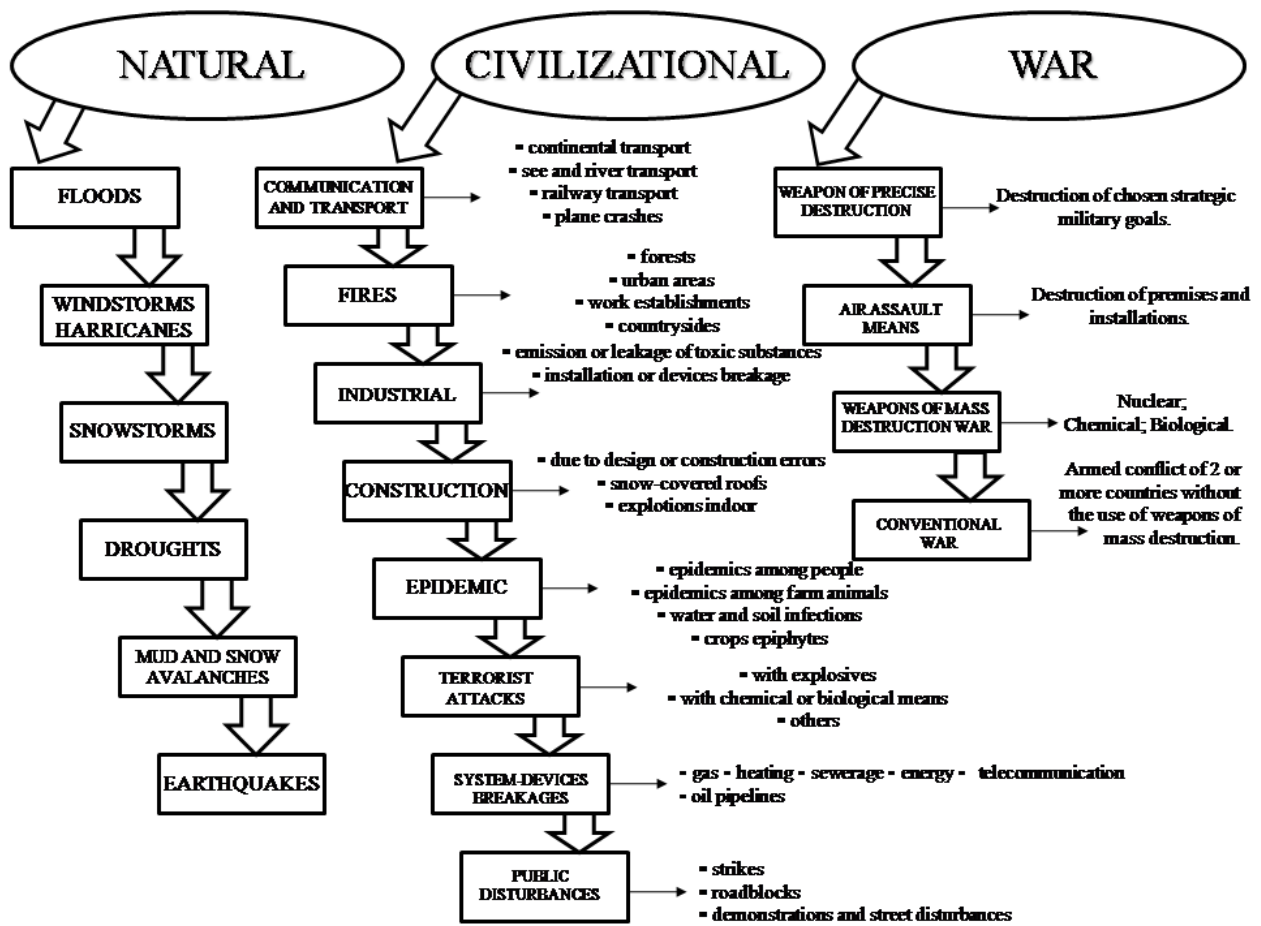 NATURAL
FLOODS
WINDSTORMS
HARRICANES
SNOWSTORMS
DROUGHTS
MUD AND SNOW
AVALANCHES
EARTHQUAKES
CIVILIZATIONAL
COMMUNICATION
AND TRANSPORT
- continental transport
- see and river transport
- railway transport
- plane crashes
FIRES
- forests
- urban areas
- work establishments
- countrysides
INDUSTRIAL
- emission or leakage of toxic substances
- installation or devices breakage
CONSTRUCTION
- due to design or construction errors
- snow-covered roofs
- explotions indoor
EPIDEMIC
- epidemics among people
- epidemics among farm animals
- water and soil infections
- crops epiphytes
TERRORIST
ATTACKS
- with explosives
- with chemical or biological means
- others
SYSTEM-DEVICES
BREAKAGES
- gas - heating - sewerage - energy - telecommunication
- oil pipelines
PUBLIC
DISTURBANCES
- strikes
- roadblocks
- demonstrations and street disturbances
WAR
WEAPON OF PRECISE
DESTRUCTION
Destruction of chosen strategic
military goals.
AIR ASSAULT
MEANS
Destruction of premises and
installations.
WEAPONS OF MASS
DESTRUCTION WAR
Nuclear;
Chemical; Biological.
CONVENTIONAL
WAR
Armed conflict of 2 or
more countries without
the use of weapons of
mass destruction.